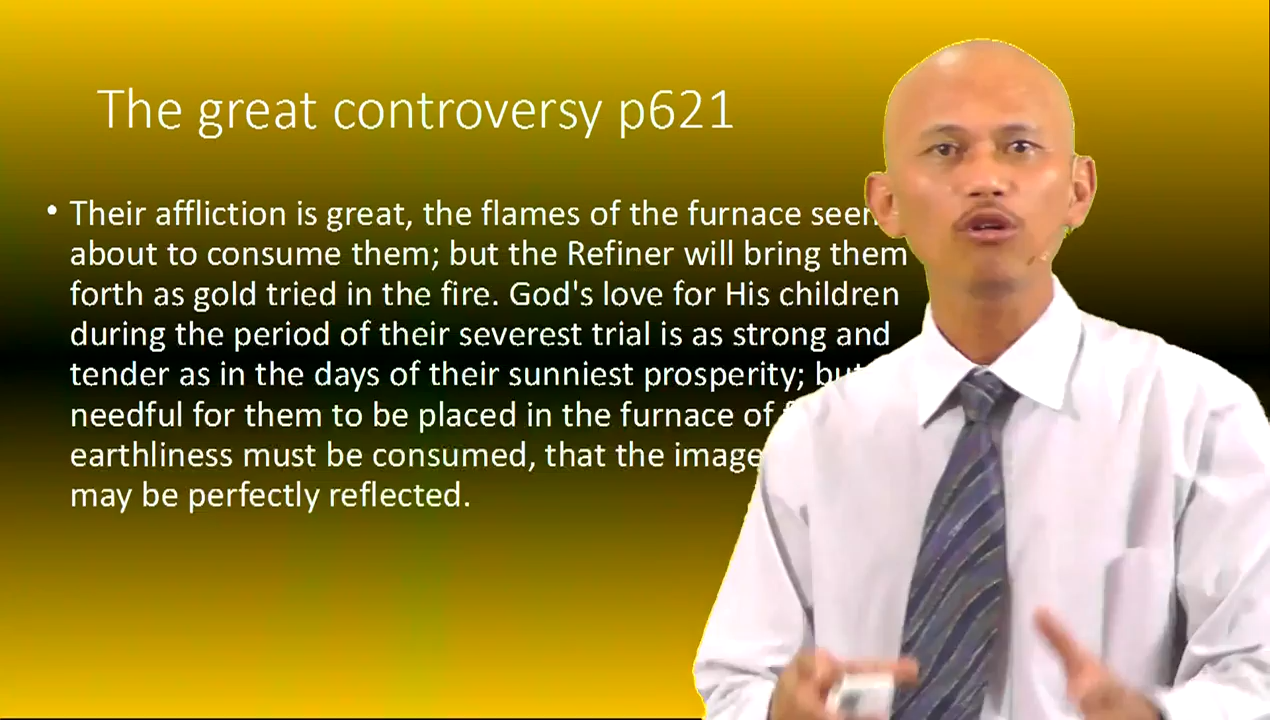 The great controversy p621
• Their affliction is great, the flames of the furnace
about to consume them; but the Refiner will bring them
forth as gold tried in the fire. God's love for His children
during the period of their severest trial is as strong and
tender as in the days of their sunniest prosperity;
needful for them to be placed in the furnace of
earthliness must be consumed, that the image
may be perfectly reflected.